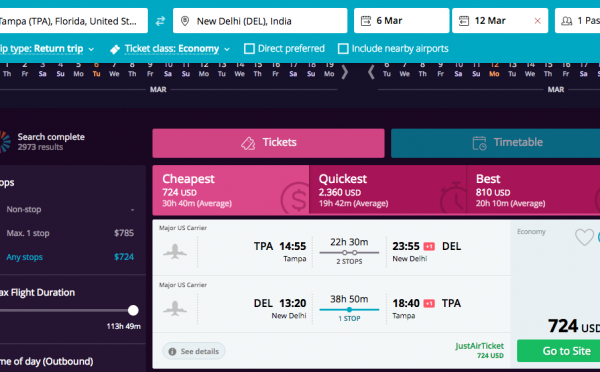 Tampa (TPA), Florida, United St...
New Delhi (DEL), India
6 Mar
12 Mar
1 Pas
rip type: Return trip
Ticket class: Economy
Direct preferred
Include nearby airports
Th Fr Sa Su Mo Tu We Th Fr Sa Su Mo Tu We Th Fr Sa Su Mo
Tu We Th Fr Sa Su Mo Tu We Th Fr
MAR
MAR
Search complete
2973 results
Tickets
Timetable
Cheapest
724 USD
30h 40m (Average)
Quickest
2.360 USD
19h 42m (Average)
Best
810 USD
20h 10m (Average)
tops
Non-stop -
Max. 1 stop $785
Any stops $724
ax Flight Duration
113h 49m
me of day (Outbound)
Major US Carrier
TPA 14:55
Tampa
22h 30m
2 STOPS
23:55 +1 DEL
New Delhi
Major US Carrier
DEL 13:20
New Delhi
38h 50m
1 STOP
18:40 +1 TPA
Tampa
See details
JustAirTicket
724 USD
Economy
724 USD
Go to Site